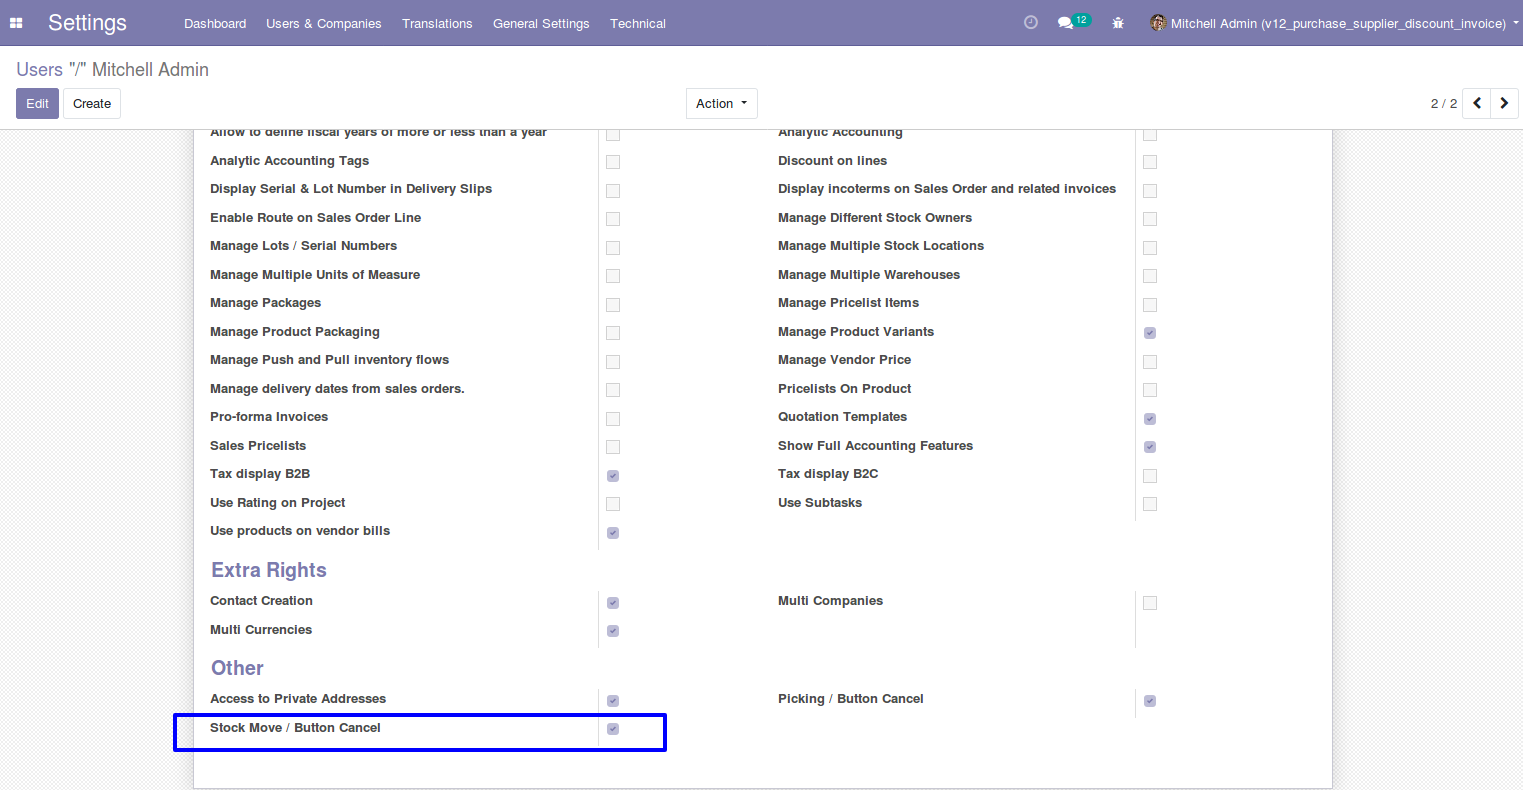 Settings Dashboard Users & Companies Translations General Settings Technical 12 Mitchell Admin (v12_purchase_supplier_discount_invoice)
Users "/" Mitchell Admin
Edit Create Action 2 / 2
Allow to define fiscal years of more or less than a year Analytic Accounting
Analytic Accounting Tags Discount on lines
Display Serial & Lot Number in Delivery Slips Display incoterms on Sales Order and related invoices
Enable Route on Sales Order Line Manage Different Stock Owners
Manage Lots / Serial Numbers Manage Multiple Stock Locations
Manage Multiple Units of Measure Manage Multiple Warehouses
Manage Packages Manage Pricelist Items
Manage Product Packaging Manage Product Variants
Manage Push and Pull inventory flows Manage Vendor Price
Manage delivery dates from sales orders. Pricelists On Product
Pro-forma Invoices Quotation Templates
Sales Pricelists Show Full Accounting Features
Tax display B2B Tax display B2C
Use Rating on Project Use Subtasks
Use products on vendor bills
Extra Rights
Contact Creation Multi Companies
Multi Currencies
Other
Access to Private Addresses Picking / Button Cancel
Stock Move / Button Cancel